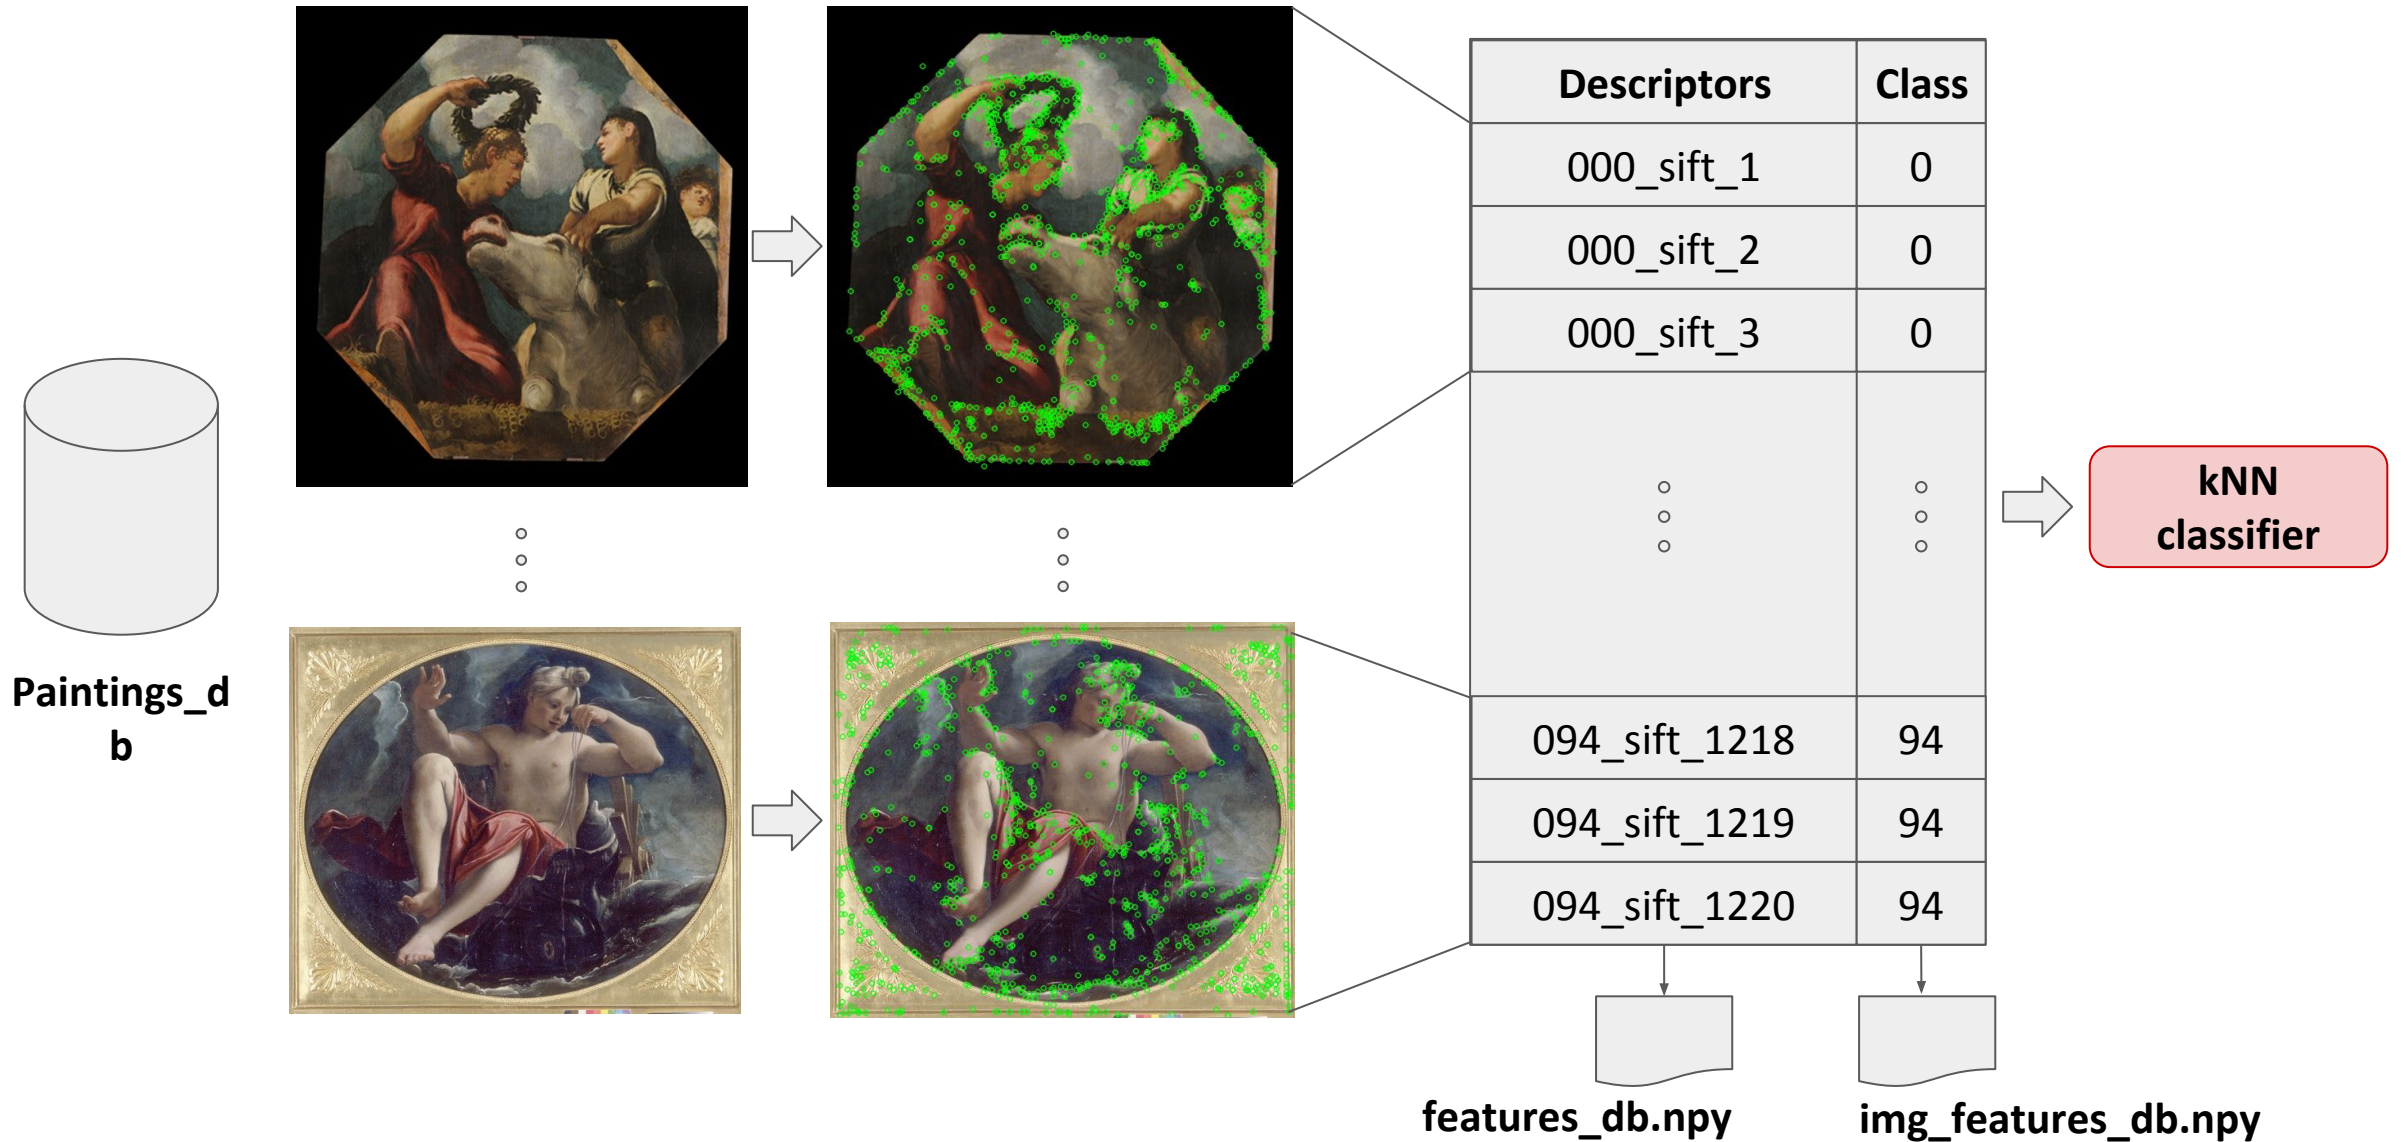 Paintings_d
b
Descriptors Class
000_sift_1 0
000_sift_2 0
000_sift_3 0
094_sift_1218 94
094_sift_1219 94
094_sift_1220 94
kNN
classifier
features_db.npy
img_features_db.npy